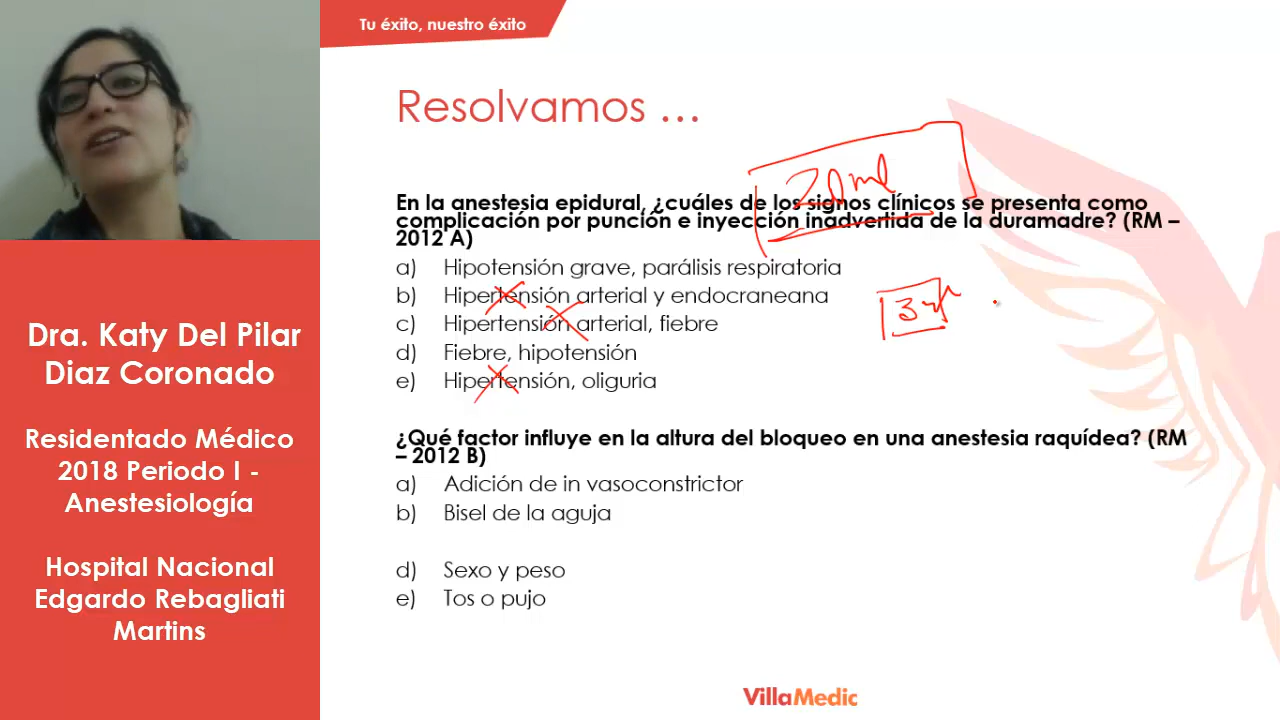 Tu éxito, nuestro éxito
Resolvamos ...
20 ml
En la anestesia epidural, ¿cuáles de los signos clínicos se presenta como
complicación por punción e inyección inadvertida de la duramadre? (RM –
2012 A)
a) Hipotensión grave, parálisis respiratoria
b) Hipertensión arterial y endocraneana
c) Hipertensión arterial, fiebre
d) Fiebre, hipotensión
e) Hipertensión, oliguria
¿Qué factor influye en la altura del bloqueo en una anestesia raquídea? (RM
– 2012 B)
a) Adición de in vasoconstrictor
b) Bisel de la aguja
d) Sexo y peso
e) Tos o pujo
Dra. Katy Del Pilar
Diaz Coronado
Residentado Médico
2018 Periodo I -
Anestesiología
Hospital Nacional
Edgardo Rebagliati
Martins
VillaMedic